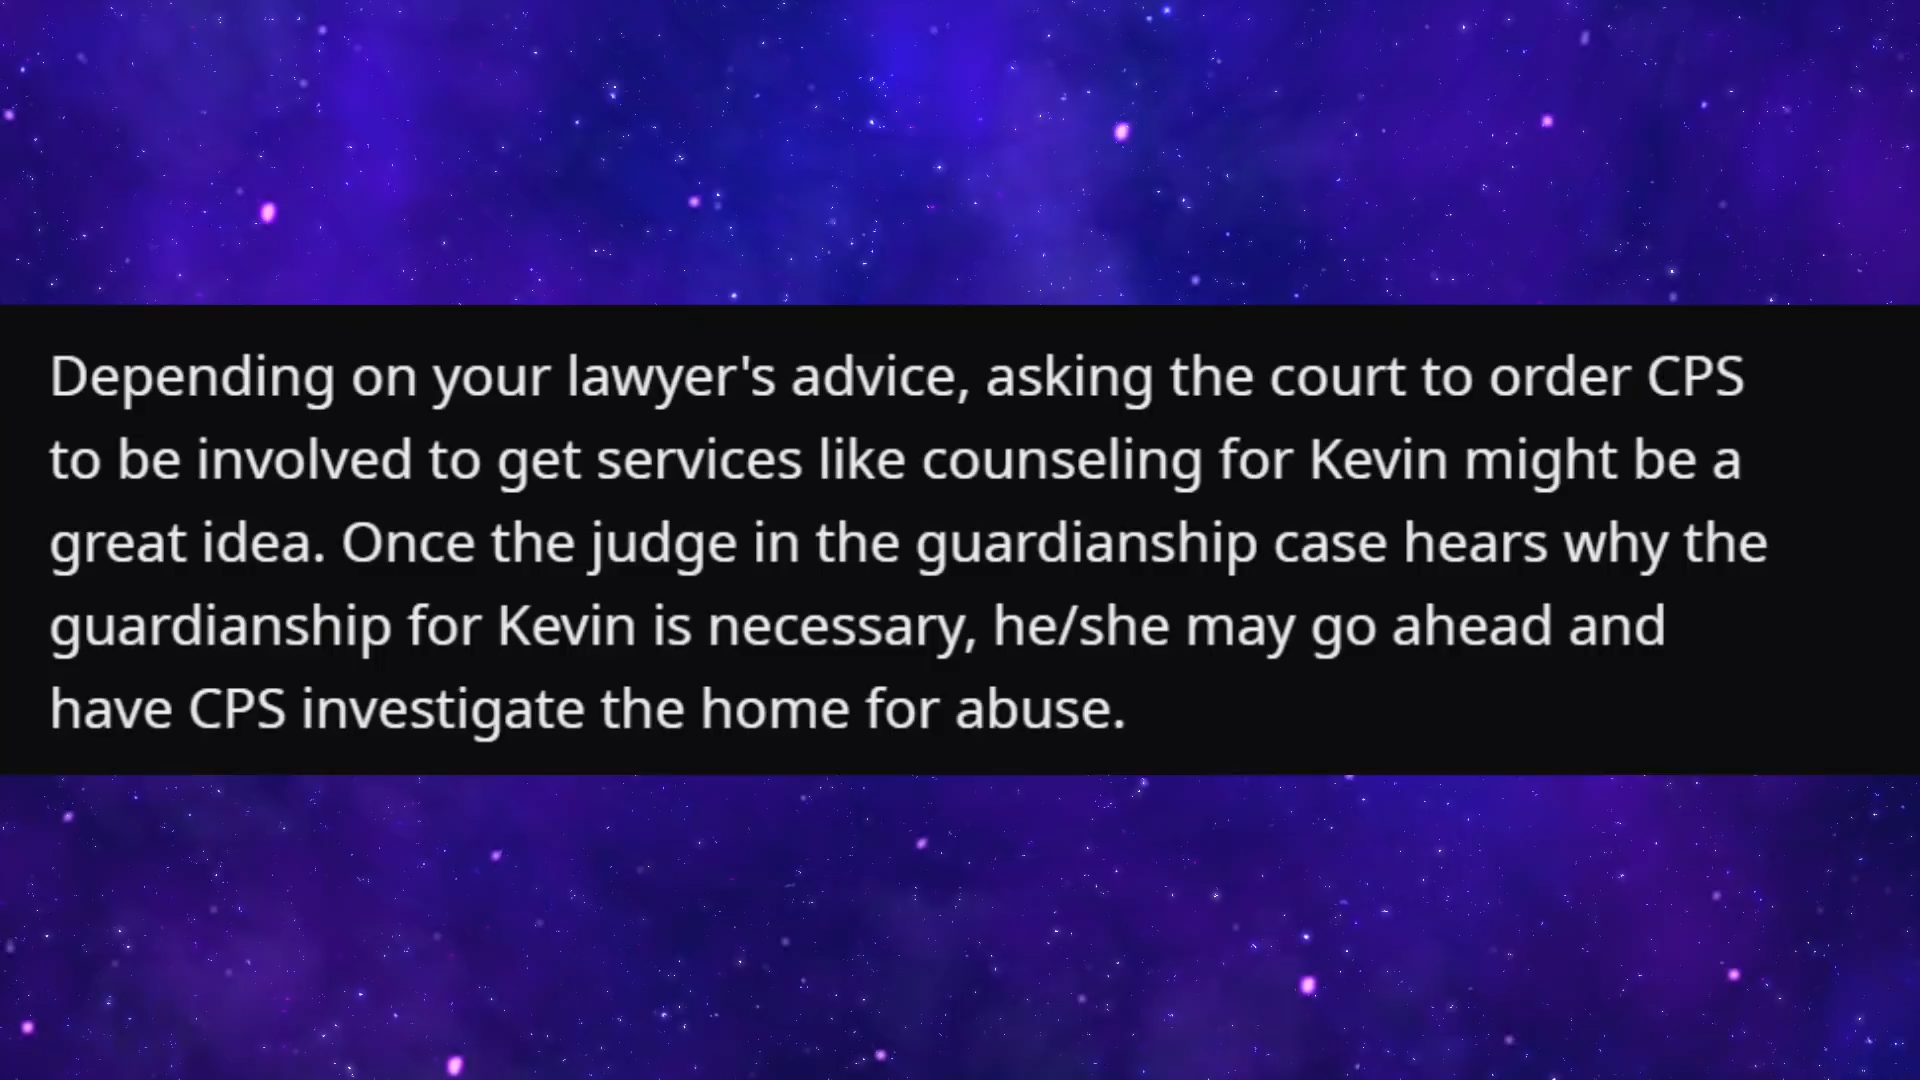 Depending on your lawyer's advice, asking the court to order CPS
to be involved to get services like counseling for Kevin might be a
great idea. Once the judge in the guardianship case hears why the
guardianship for Kevin is necessary, he/she may go ahead and
have CPS investigate the home for abuse.